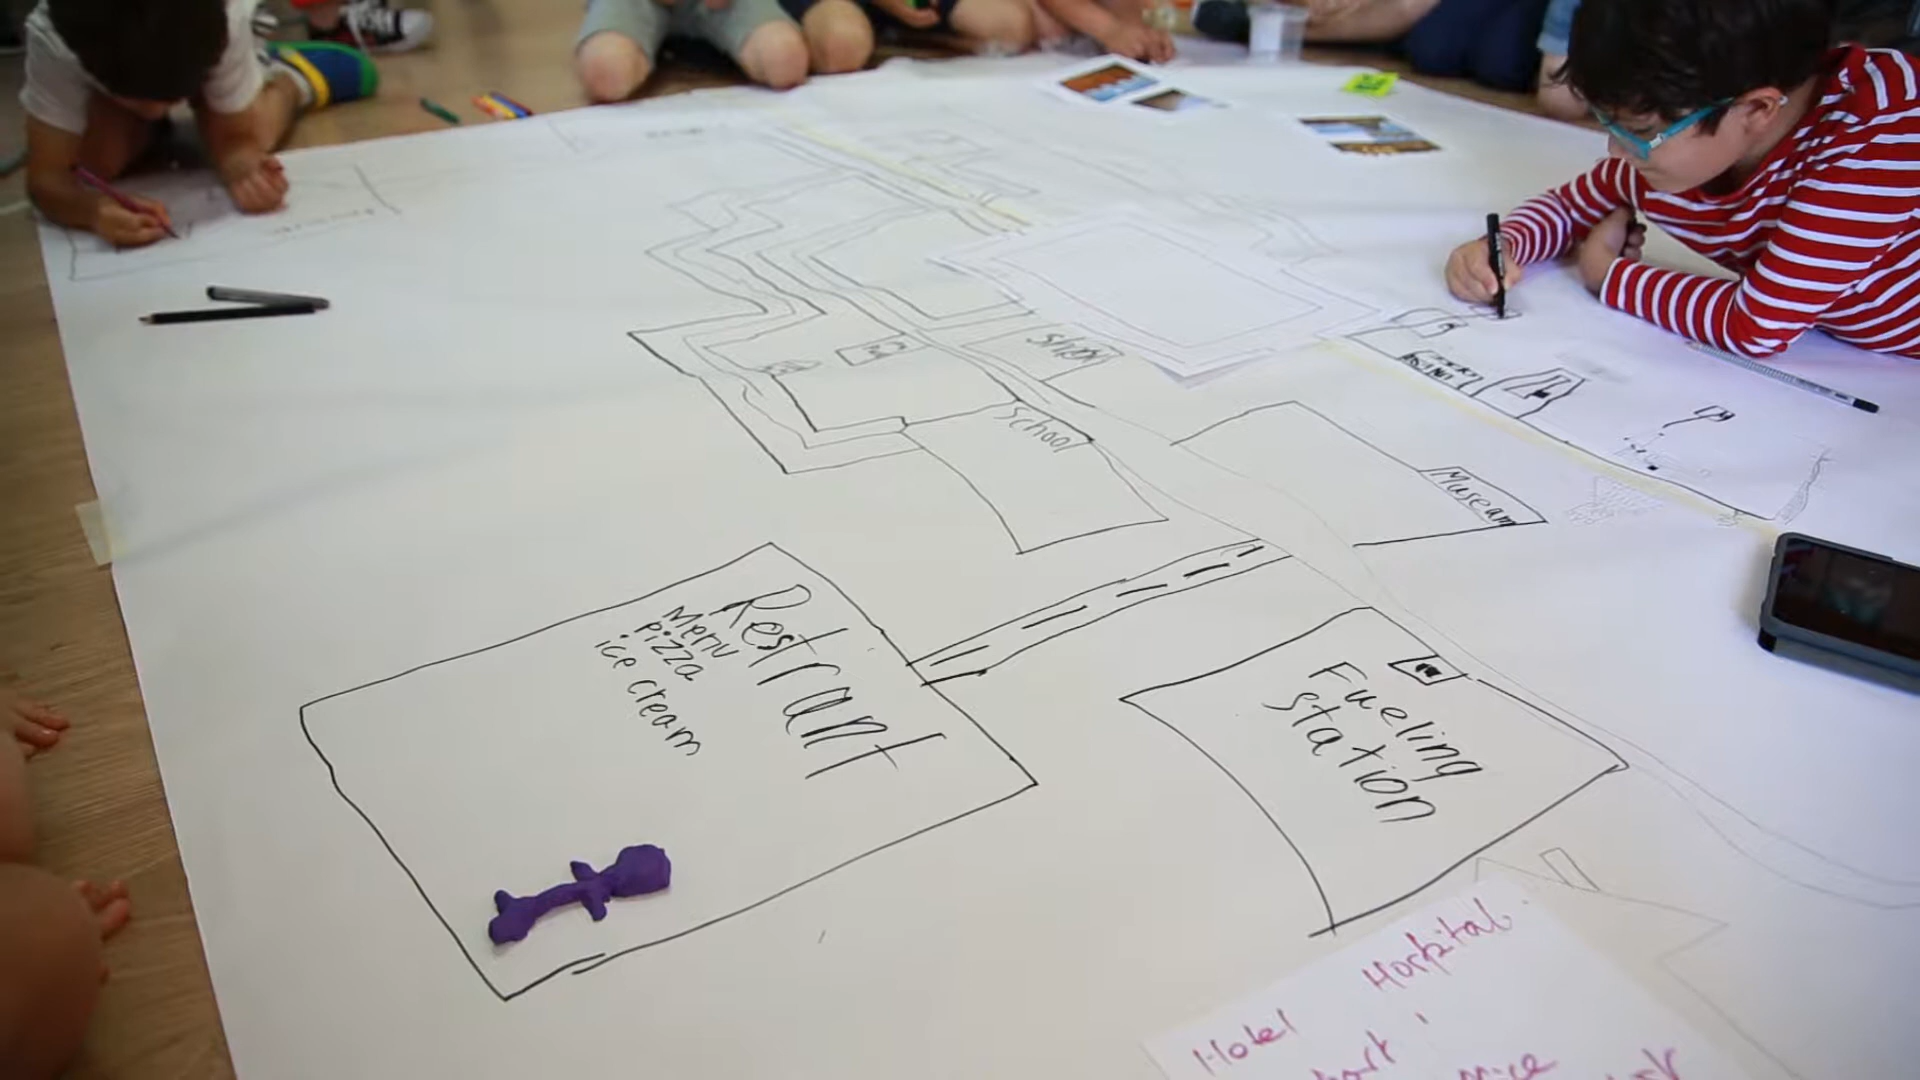 Shop
School
Museam
Restrant
Menu
pizza
ice cream
Fueling
station
Hospital
Hotel